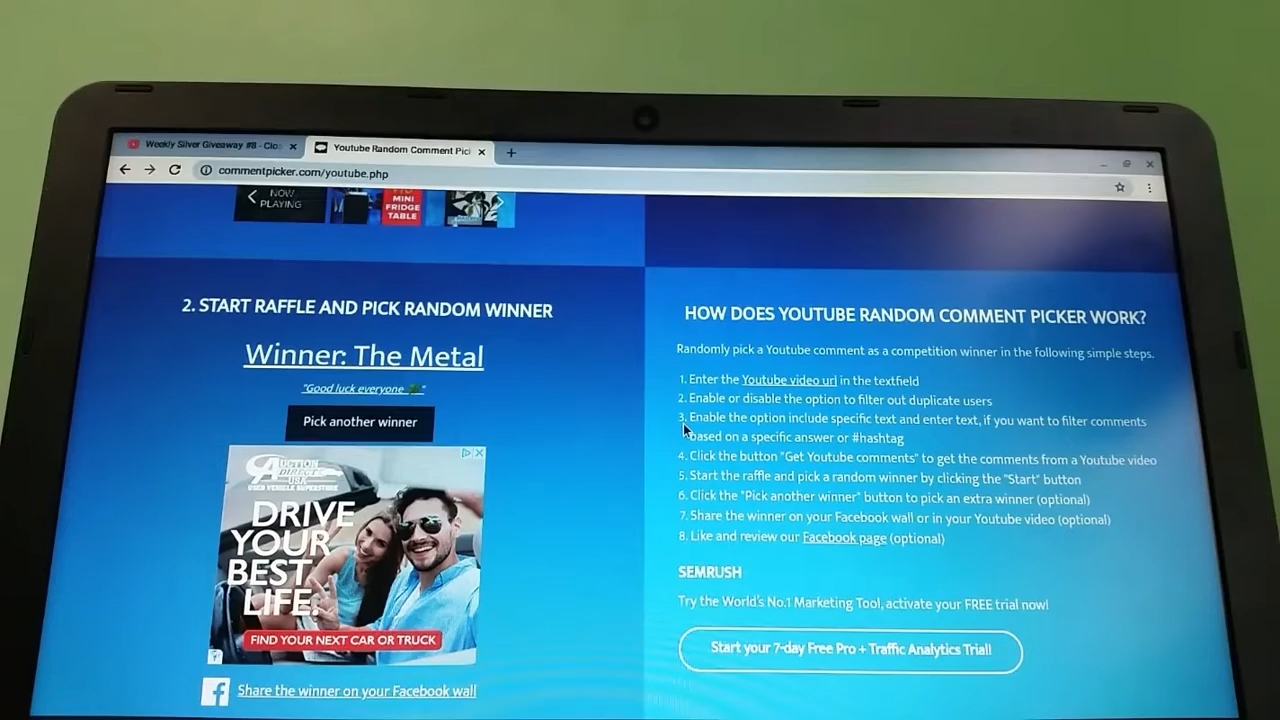 Weekly Silver Giveaway #8 - Clo
Youtube Random Comment Pic
commentpicker.com/youtube.php
NOW
PLAYING
MINI
FRIDGE
TABLE
2. START RAFFLE AND PICK RANDOM WINNER
Winner: The Metal
"Good luck everyone 🍀"
Pick another winner
AUCTION
DIRECT
USA
USED VEHICLE SUPERSTORE
DRIVE
YOUR
BEST
LIFE.
FIND YOUR NEXT CAR OR TRUCK
Share the winner on your Facebook wall
HOW DOES YOUTUBE RANDOM COMMENT PICKER WORK?
Randomly pick a Youtube comment as a competition winner in the following simple steps.
1. Enter the Youtube video url in the textfield
2. Enable or disable the option to filter out duplicate users
3. Enable the option include specific text and enter text, if you want to filter comments
based on a specific answer or #hashtag
4. Click the button "Get Youtube comments" to get the comments from a Youtube video
5. Start the raffle and pick a random winner by clicking the "Start" button
6. Click the "Pick another winner" button to pick an extra winner (optional)
7. Share the winner on your Facebook wall or in your Youtube video (optional)
8. Like and review our Facebook page (optional)
SEMRUSH
Try the World's No.1 Marketing Tool, activate your FREE trial now!
Start your 7-day Free Pro + Traffic Analytics Trial!